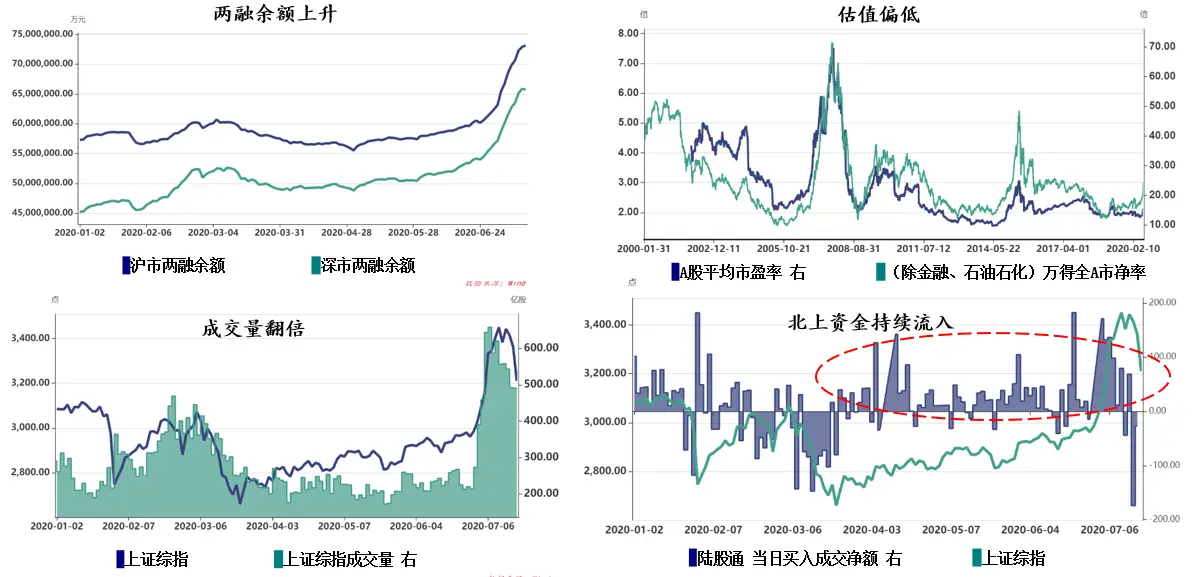 两融余额上升
万元
75,000,000.00
70,000,000.00
65,000,000.00
60,000,000.00
55,000,000.00
50,000,000.00
45,000,000.00
2020-01-02 2020-02-06 2020-03-04 2020-03-31 2020-04-28 2020-05-28 2020-06-24
沪市两融余额 深市两融余额
数据来源：Wind
估值偏低
倍 倍
8.00
7.00
6.00
5.00
4.00
3.00
2.00
70.00
60.00
50.00
40.00
30.00
20.00
10.00
2000-01-31 2002-12-11 2005-10-21 2008-08-31 2011-07-12 2014-05-22 2017-04-01 2020-02-10
A股平均市盈率 右 （除金融、石油石化）万得全A市净率
点 亿股
成交量翻倍
3,400.00
3,200.00
3,000.00
2,800.00
600.00
500.00
400.00
300.00
200.00
2020-01-02 2020-02-07 2020-03-06 2020-04-03 2020-05-07 2020-06-04 2020-07-06
上证综指 上证综指成交量 右
点
北上资金持续流入
3,400.00
3,200.00
3,000.00
2,800.00
200.00
100.00
0.00
-100.00
-200.00
2020-01-02 2020-02-07 2020-03-06 2020-04-03 2020-05-07 2020-06-04 2020-07-06
陆股通 当日买入成交净额 右 上证综指